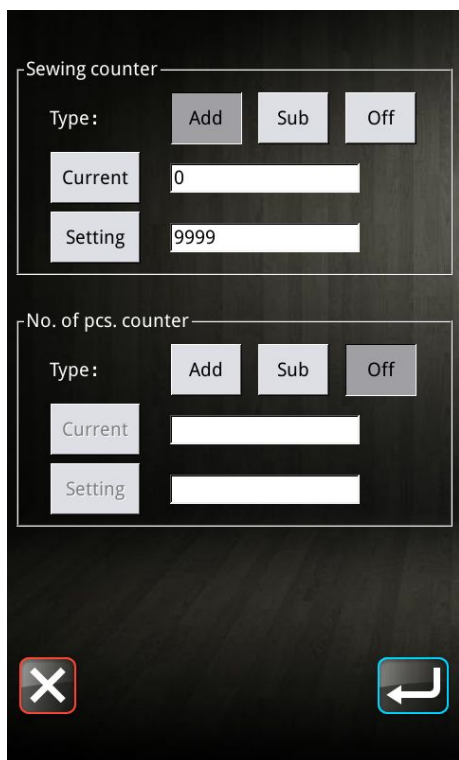 Sewing counter
Type: Add Sub Off
Current 0
Setting 9999
No. of pcs. counter
Type: Add Sub Off
Current
Setting